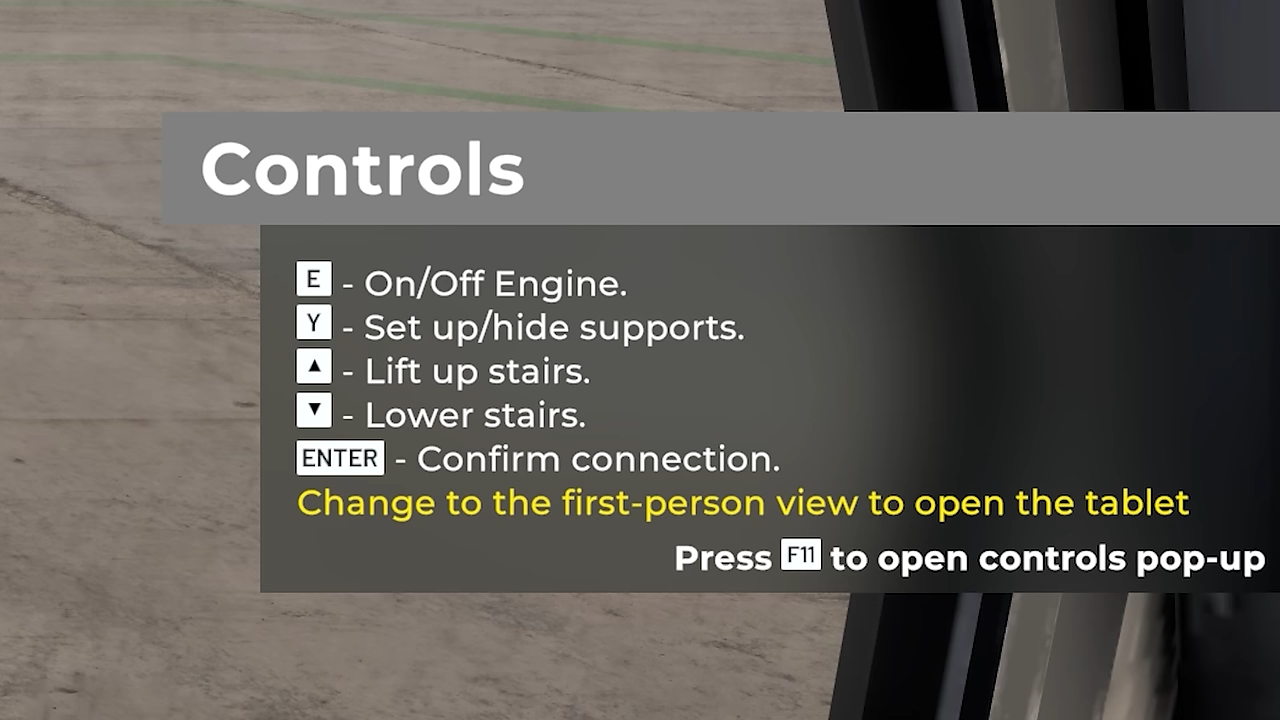 Controls
E - On/Off Engine.
Y - Set up/hide supports.
▲ - Lift up stairs.
▼ - Lower stairs.
ENTER - Confirm connection.
Change to the first-person view to open the tablet
Press F11 to open controls pop-up